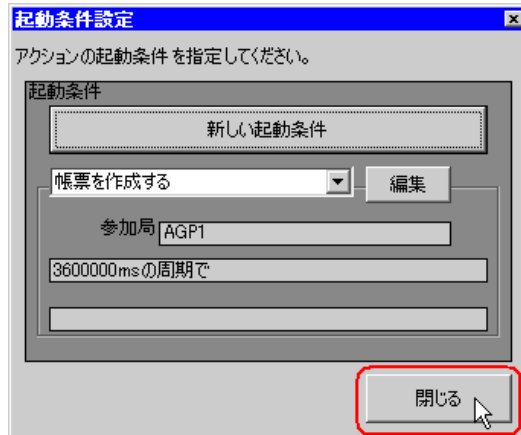 起動条件設定
アクションの起動条件を指定してください。
起動条件
新しい起動条件
帳票を作成する
編集
参加局 AGP1
3600000msの周期で
閉じる